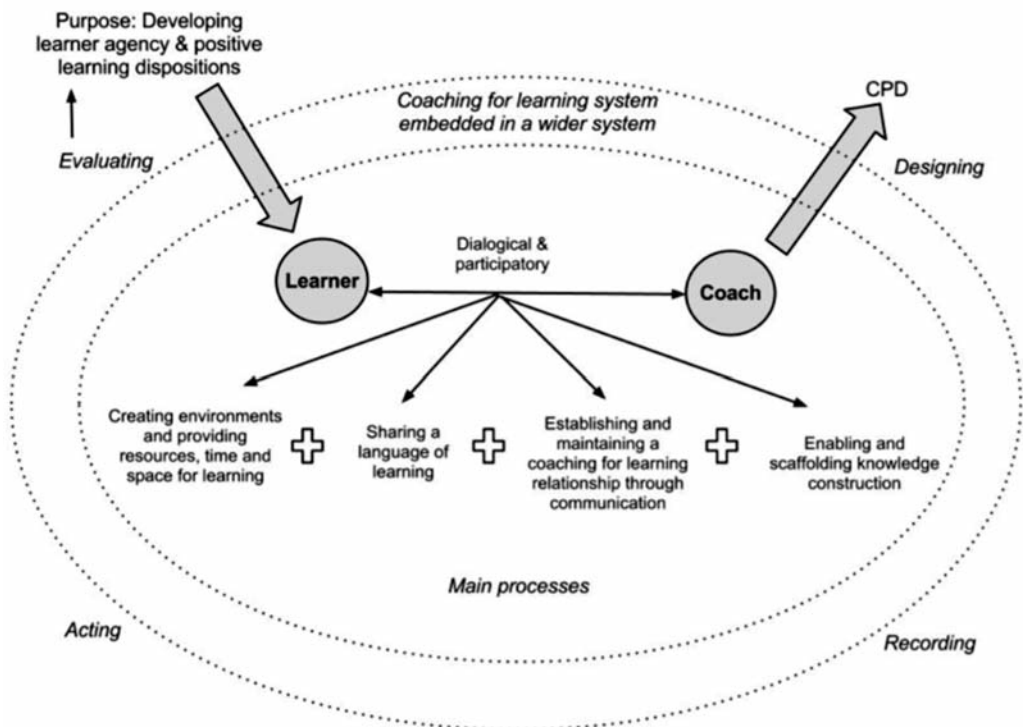 Purpose: Developing
learner agency & positive
learning dispositions
Evaluating
Coaching for learning system
embedded in a wider system
CPD
Designing
Dialogical &
participatory
Learner
Coach
Creating environments
and providing
resources, time and
space for learning
Sharing a
language of
learning
Establishing and
maintaining a
coaching for learning
relationship through
communication
Enabling and
scaffolding knowledge
construction
Main processes
Acting
Recording